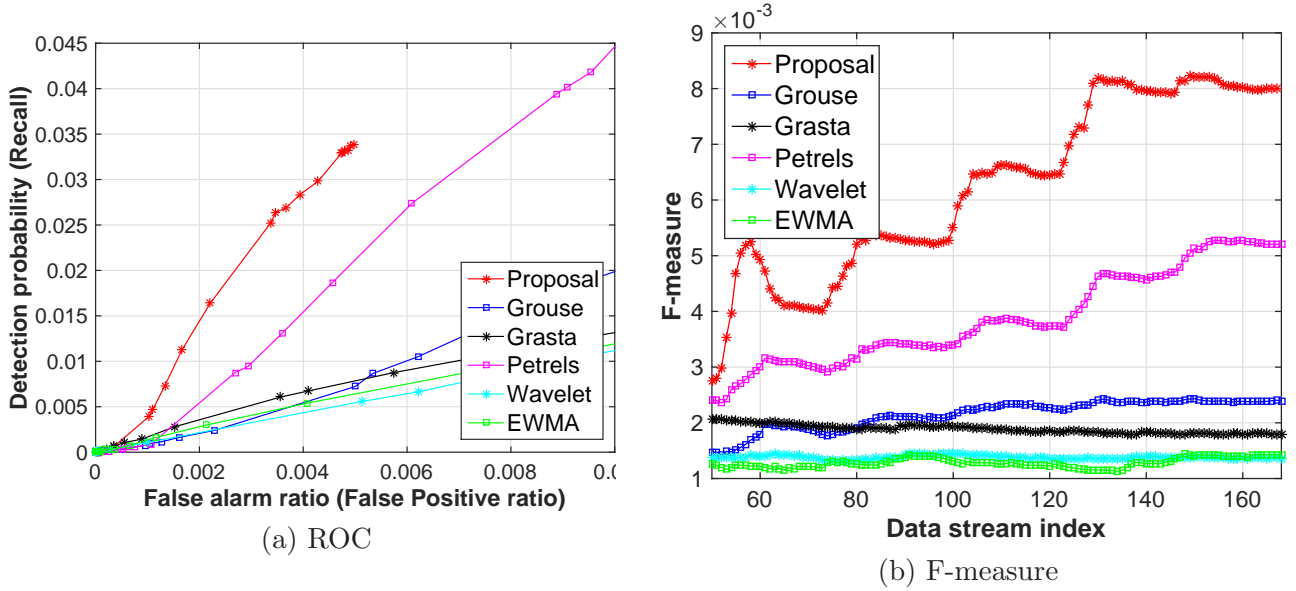 0.045
0.04
0.035
0.03
0.025
0.02
0.015
0.01
0.005
0
Detection probability (Recall)
0 0.002 0.004 0.006 0.008 0.0
False alarm ratio (False Positive ratio)
Proposal
Grouse
Grasta
Petrels
Wavelet
EWMA
(a) ROC
×10⁻³
9
8
7
6
5
4
3
2
1
F-measure
60 80 100 120 140 160
Data stream index
Proposal
Grouse
Grasta
Petrels
Wavelet
EWMA
(b) F-measure